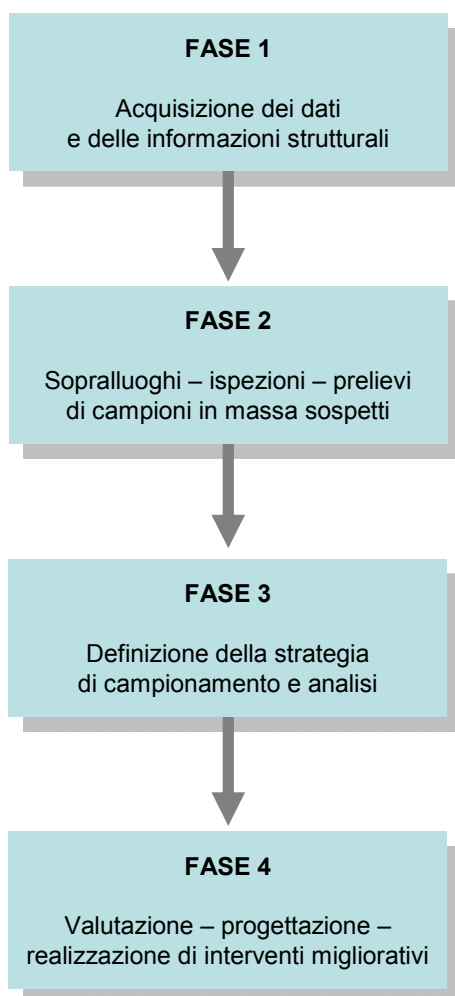 FASE 1
Acquisizione dei dati
e delle informazioni strutturali
FASE 2
Sopralluoghi – ispezioni – prelievi
di campioni in massa sospetti
FASE 3
Definizione della strategia
di campionamento e analisi
FASE 4
Valutazione – progettazione –
realizzazione di interventi migliorativi